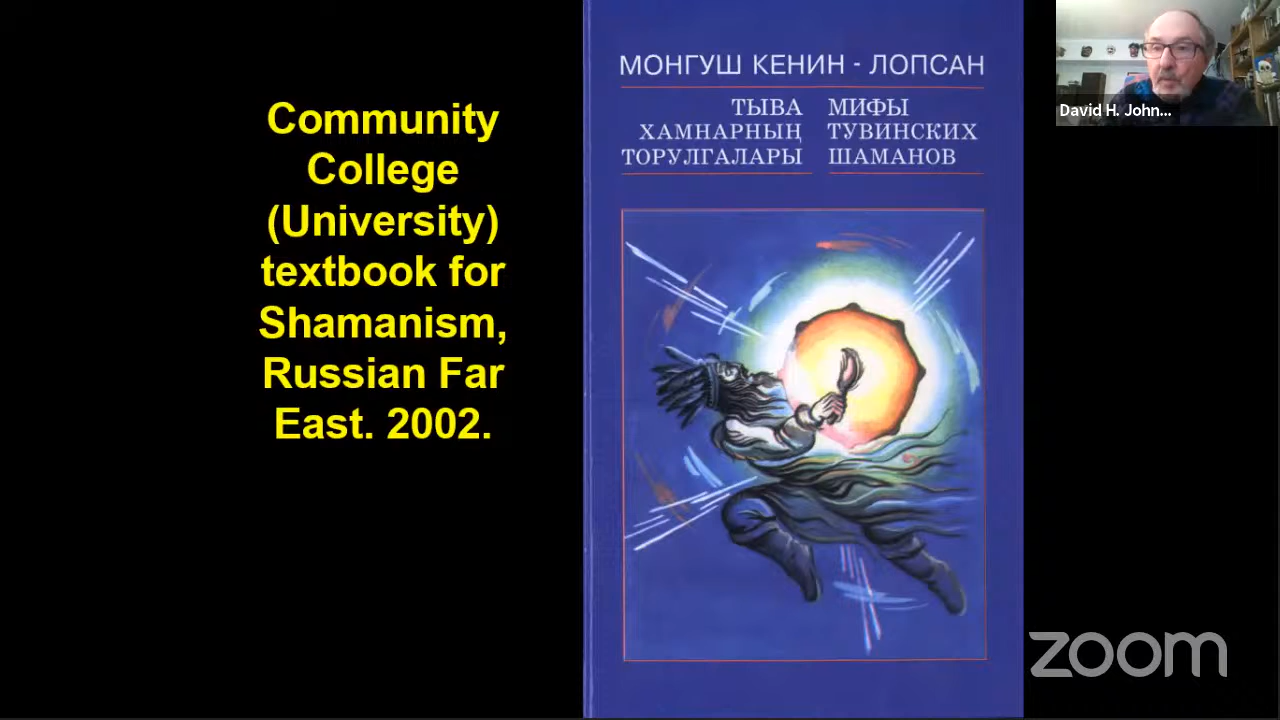 Community
College
(University)
textbook for
Shamanism,
Russian Far
East. 2002.
МОНГУШ КЕНИН - ЛОПСАН
ТЫВА
ХАМНАРНЫҢ
ТОРУЛГАЛАРЫ
МИФЫ
ТУВИНСКИХ
ШАМАНОВ
David H. John...
zoom